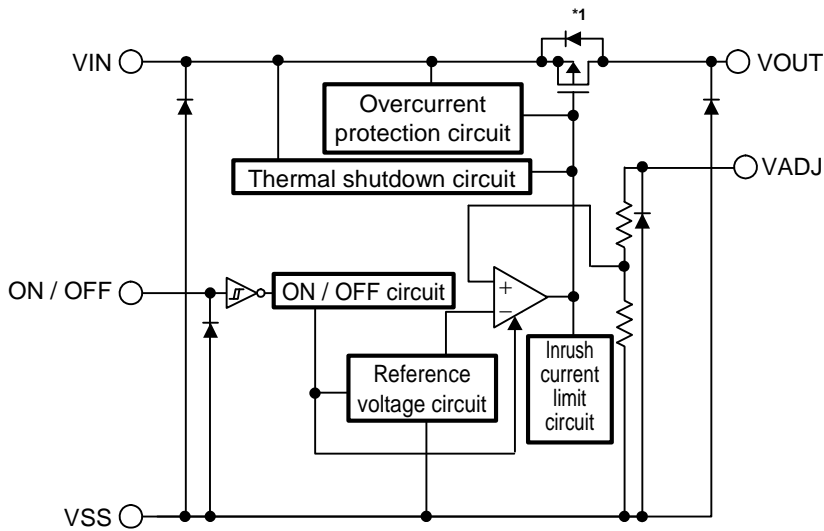 *1
VIN
VOUT
Overcurrent
protection circuit
VADJ
Thermal shutdown circuit
ON / OFF
ON / OFF circuit
+
−
Reference
voltage circuit
Inrush
current
limit
circuit
VSS